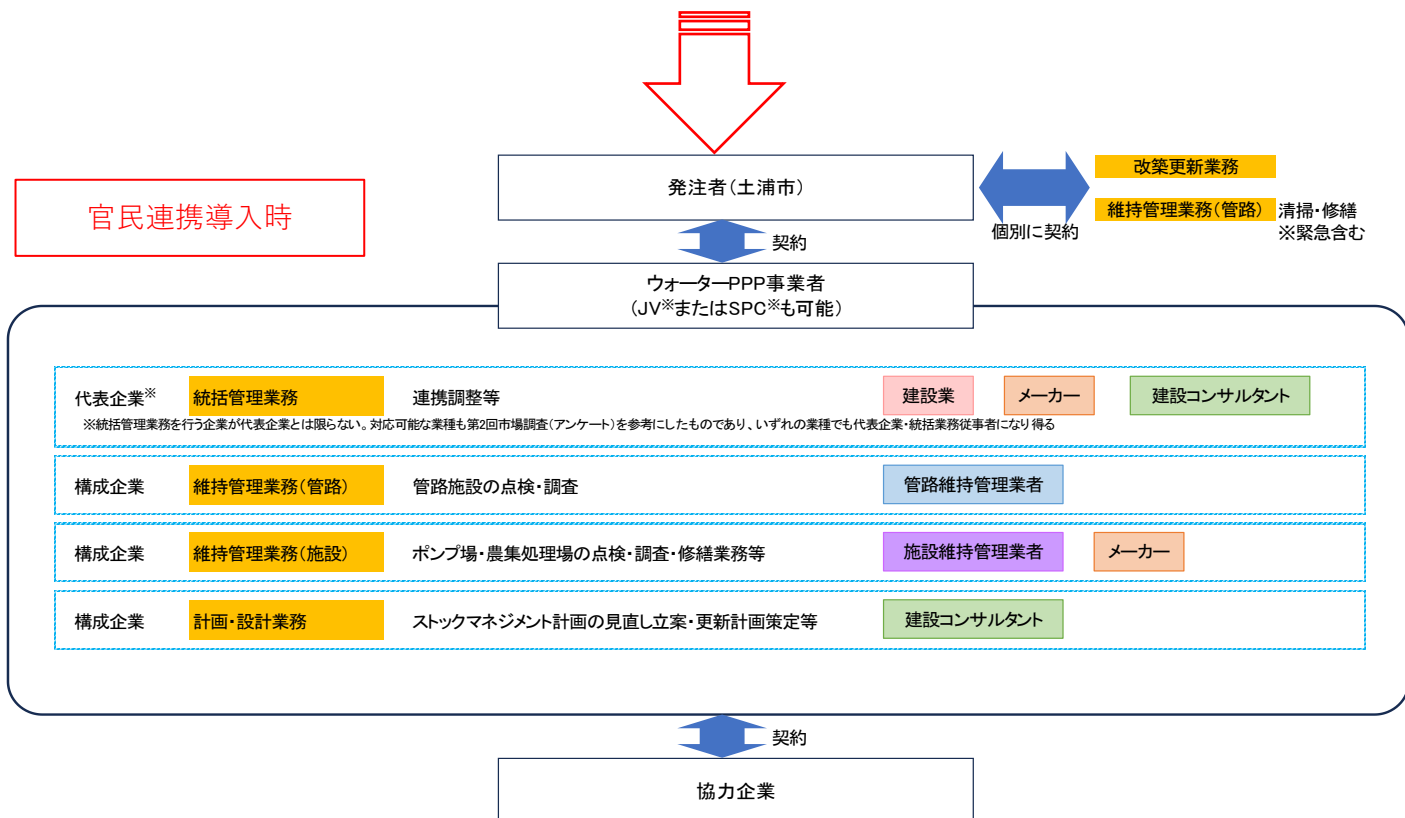 官民連携導入時
発注者(土浦市)
改築更新業務
維持管理業務(管路)
清掃・修繕
※緊急含む
個別に契約
契約
ウォーターPPP事業者
(JV※またはSPC※も可能)
代表企業※ 統括管理業務 連携調整等 建設業 メーカー 建設コンサルタント
※統括管理業務を行う企業が代表企業とは限らない。対応可能な業種も第2回市場調査(アンケート)を参考にしたものであり、いずれの業種でも代表企業・統括業務従事者になり得る
構成企業 維持管理業務(管路) 管路施設の点検・調査 管路維持管理業者
構成企業 維持管理業務(施設) ポンプ場・農集処理場の点検・調査・修繕業務等 施設維持管理業者 メーカー
構成企業 計画・設計業務 ストックマネジメント計画の見直し立案・更新計画策定等 建設コンサルタント
契約
協力企業